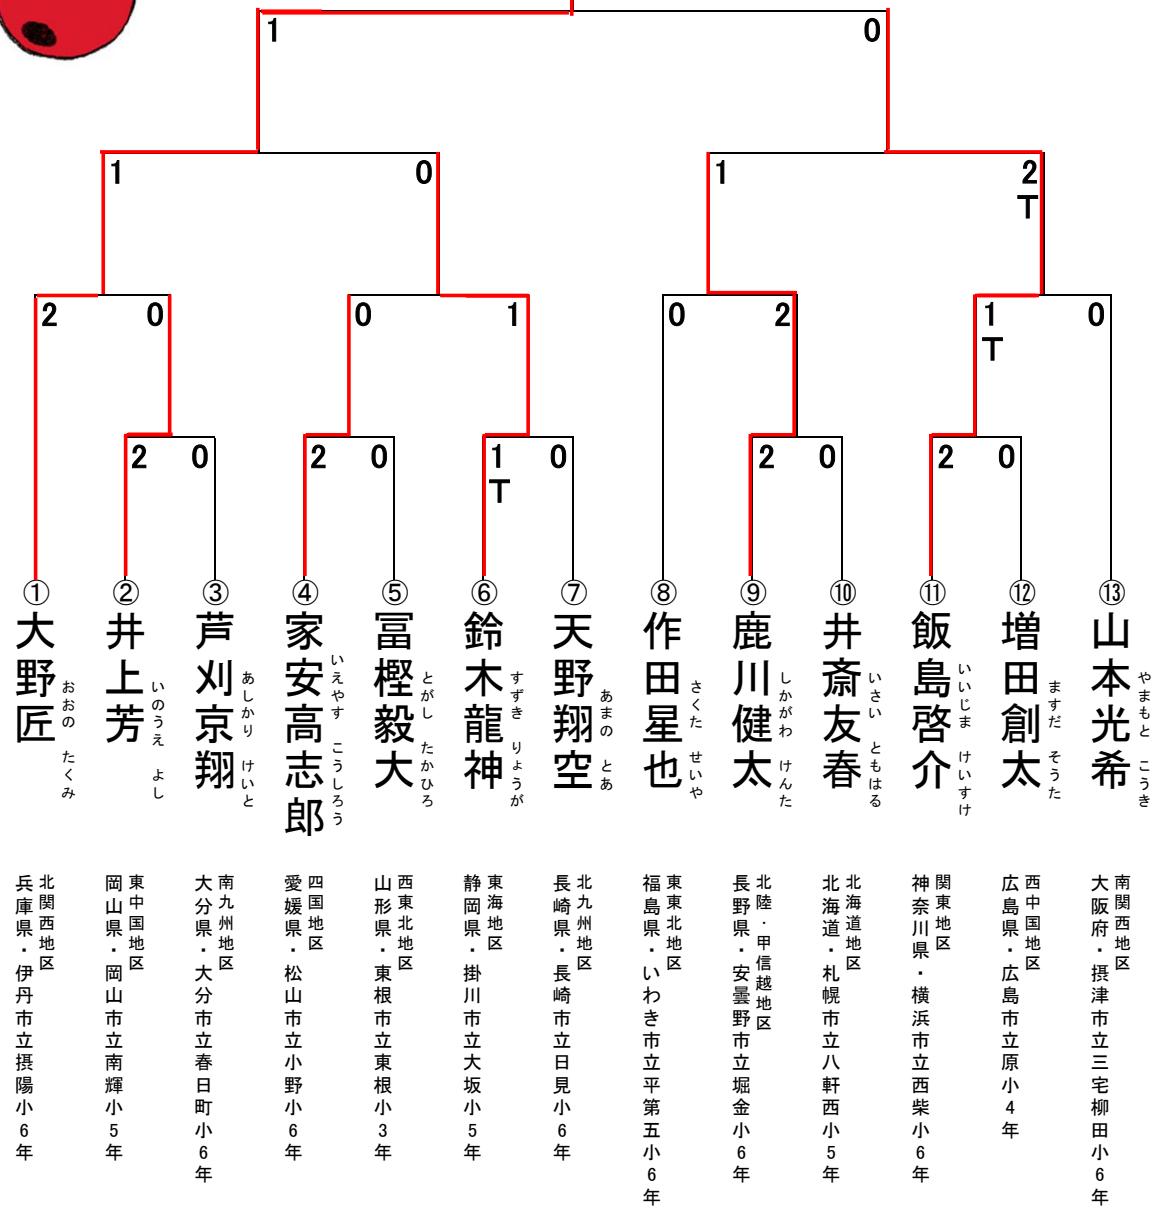 1 0
1 0 1 2
T
2 0 0 1 0 2 1 0
T
2 0 2 0 1 0 2 0 2 0
T
① ② ③ ④ ⑤ ⑥ ⑦ ⑧ ⑨ ⑩ ⑪ ⑫ ⑬
大野匠
おおの たくみ
井上芳
いのうえ よし
芦刈京翔
あしかり けいと
家安高志郎
いえやす こうしろう
冨樫毅大
とがし たかひろ
鈴木龍神
すずき りょうが
天野翔空
あまの とあ
作田星也
さくた せいや
鹿川健太
しかがわ けんた
井斎友春
いさい ともはる
飯島啓介
いいじま けいすけ
増田創太
ますだ そうた
山本光希
やまもと こうき
北関西地区
兵庫県・伊丹市立摂陽小6年
東中国地区
岡山県・岡山市立南輝小5年
南九州地区
大分県・大分市立春日町小6年
四国地区
愛媛県・松山市立小野小6年
西東北地区
山形県・東根市立東根小3年
東海地区
静岡県・掛川市立大坂小5年
北九州地区
長崎県・長崎市立日見小6年
東東北地区
福島県・いわき市立平第五小6年
北陸・甲信越地区
長野県・安曇野市立堀金小6年
北海道地区
北海道・札幌市立八軒西小5年
関東地区
神奈川県・横浜市立西柴小6年
西中国地区
広島県・広島市立原小4年
南関西地区
大阪府・摂津市立三宅柳田小6年